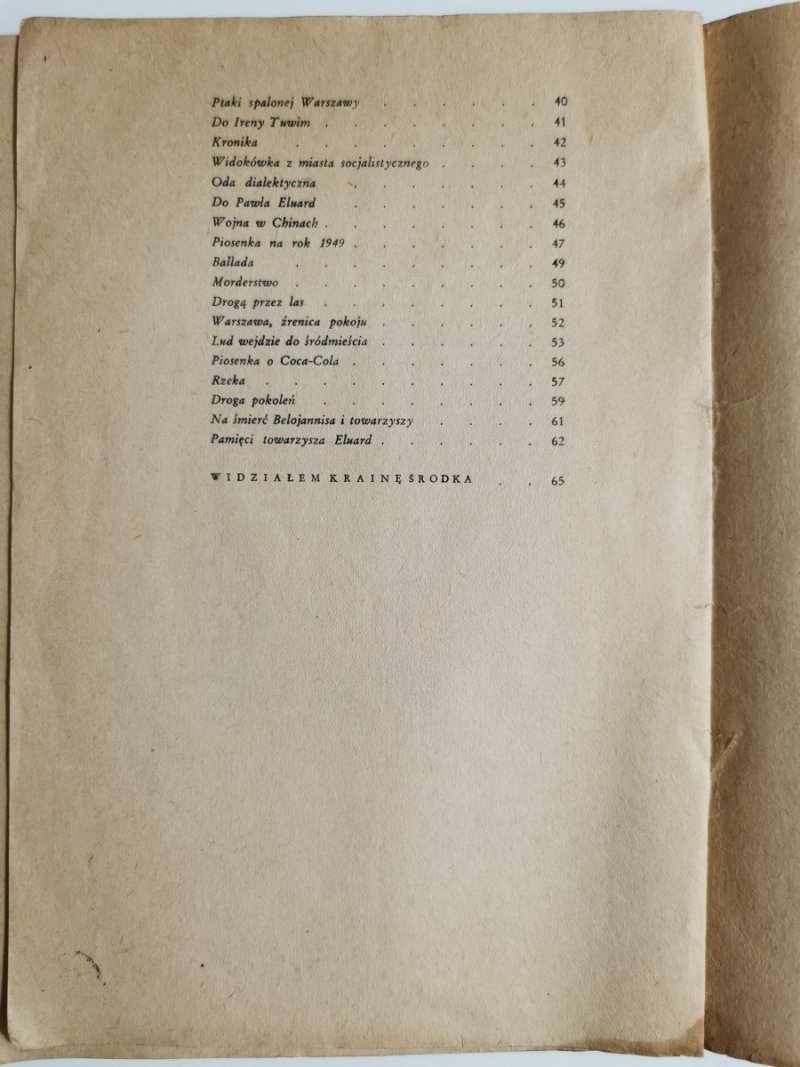 Ptaki spalonej Warszawy . . . . . . 40
Do Ireny Tuwim . . . . . . . . 41
Kronika . . . . . . . . . 42
Widokówka z miasta socjalistycznego . . . . 43
Oda dialektyczna . . . . . . . 44
Do Pawła Eluard . . . . . . . 45
Wojna w Chinach . . . . . . . . 46
Piosenka na rok 1949 . . . . . . . 47
Ballada . . . . . . . . . 49
Morderstwo . . . . . . . . . 50
Drogą przez las . . . . . . . . 51
Warszawa, źrenica pokoju . . . . . . 52
Lud wejdzie do śródmieścia . . . . . . 53
Piosenka o Coca-Cola . . . . . . . 56
Rzeka . . . . . . . . . . 57
Droga pokoleń . . . . . . . . 59
Na śmierć Belojannisa i towarzyszy . . . . 61
Pamięci towarzysza Eluard . . . . . . 62
WIDZIAŁEM KRAINĘ ŚRODKA . . 65